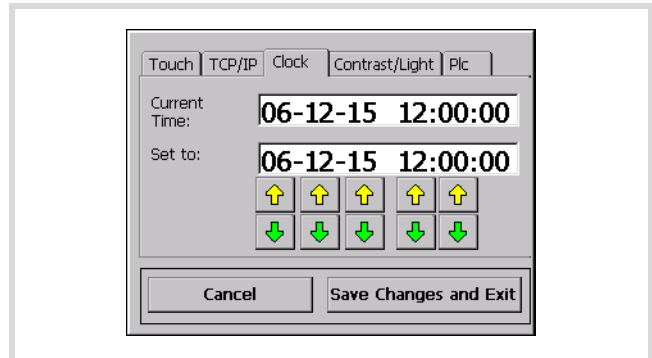 Touch TCP/IP Clock Contrast/Light Plc
Current
Time:
06-12-15 12:00:00
Set to:
06-12-15 12:00:00
Cancel Save Changes and Exit